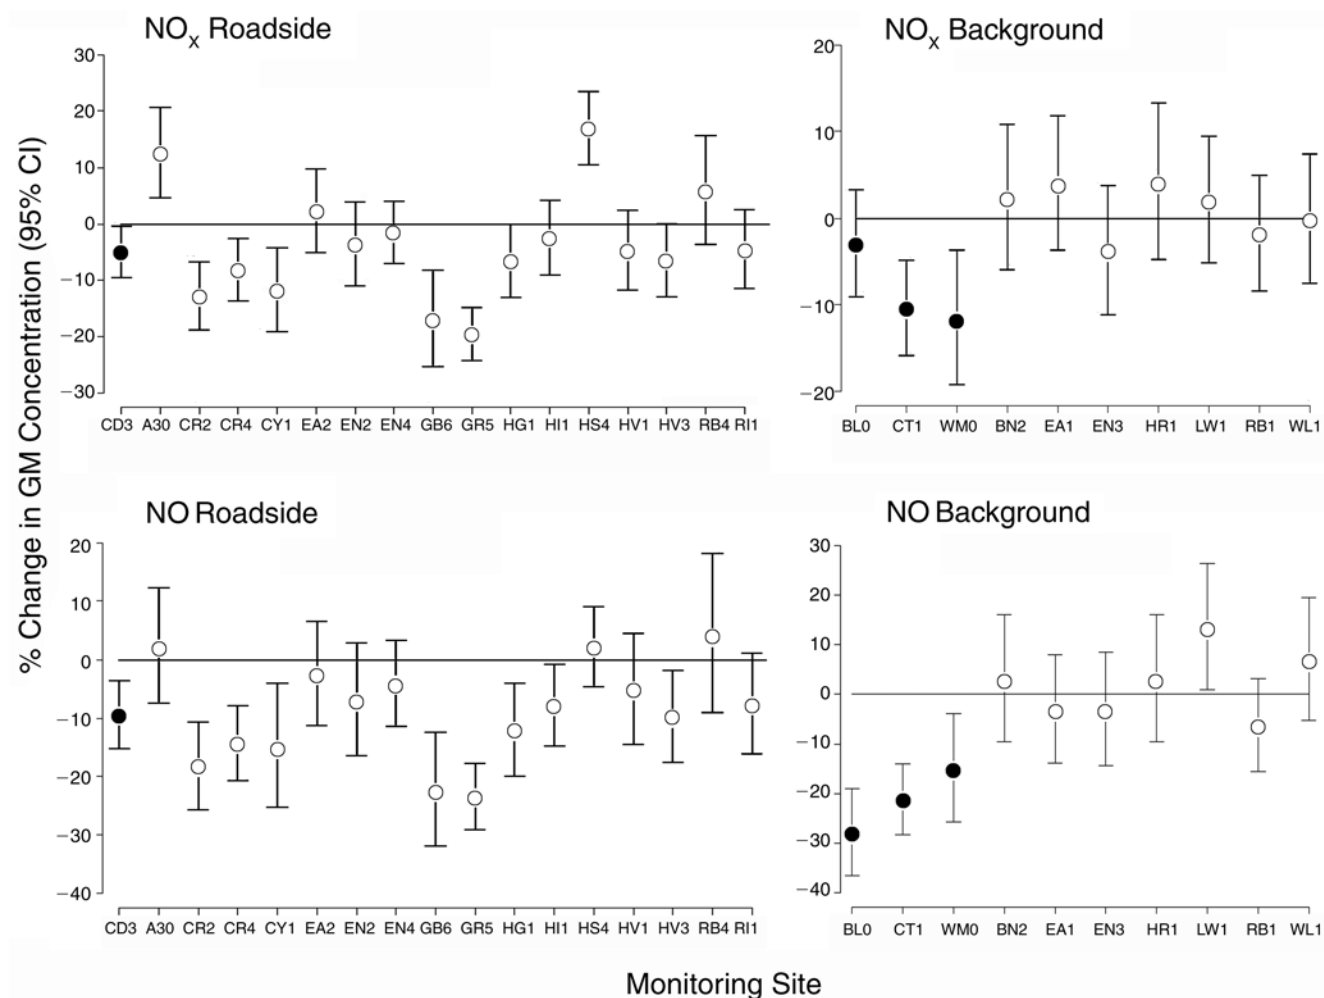 NOx Roadside
30
20
10
0
−10
−20
−30
CD3 A30 CR2 CR4 CY1 EA2 EN2 EN4 GB6 GR5 HG1 HI1 HS4 HV1 HV3 RB4 RI1
NOx Background
20
10
0
−10
−20
BL0 CT1 WM0 BN2 EA1 EN3 HR1 LW1 RB1 WL1
% Change in GM Concentration (95% CI)
NO Roadside
20
10
0
−10
−20
−30
−40
CD3 A30 CR2 CR4 CY1 EA2 EN2 EN4 GB6 GR5 HG1 HI1 HS4 HV1 HV3 RB4 RI1
NO Background
30
20
10
0
−10
−20
−30
−40
BL0 CT1 WM0 BN2 EA1 EN3 HR1 LW1 RB1 WL1
Monitoring Site